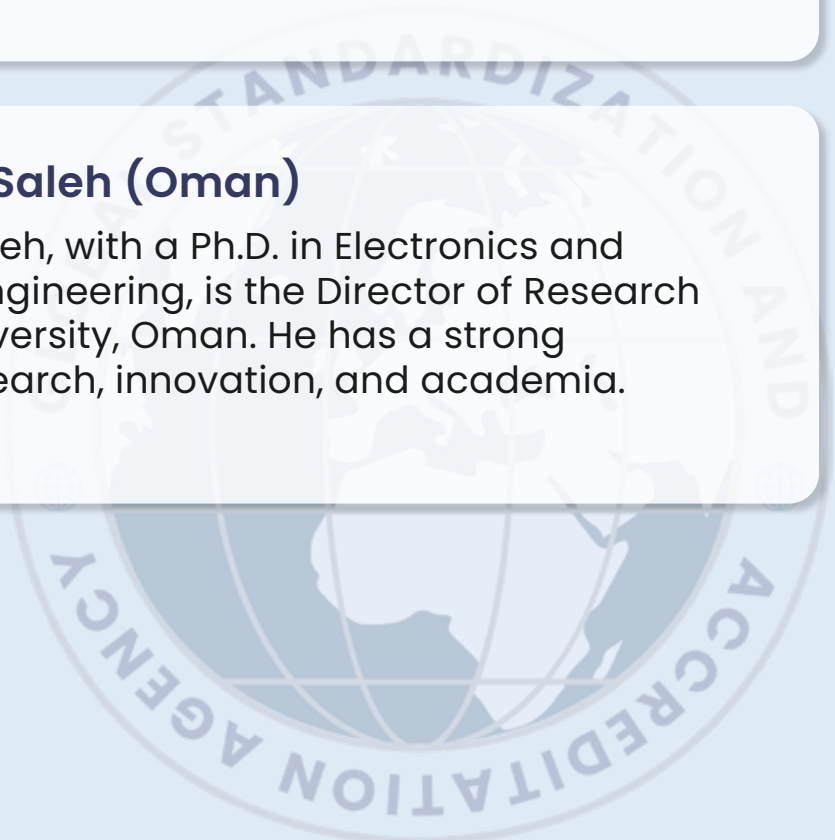 Saleh (Oman)
eh, with a Ph.D. in Electronics and
ngineering, is the Director of Research
versity, Oman. He has a strong
earch, innovation, and academia.
STANDARDIZATION AND
ACCREDITATION AGENCY